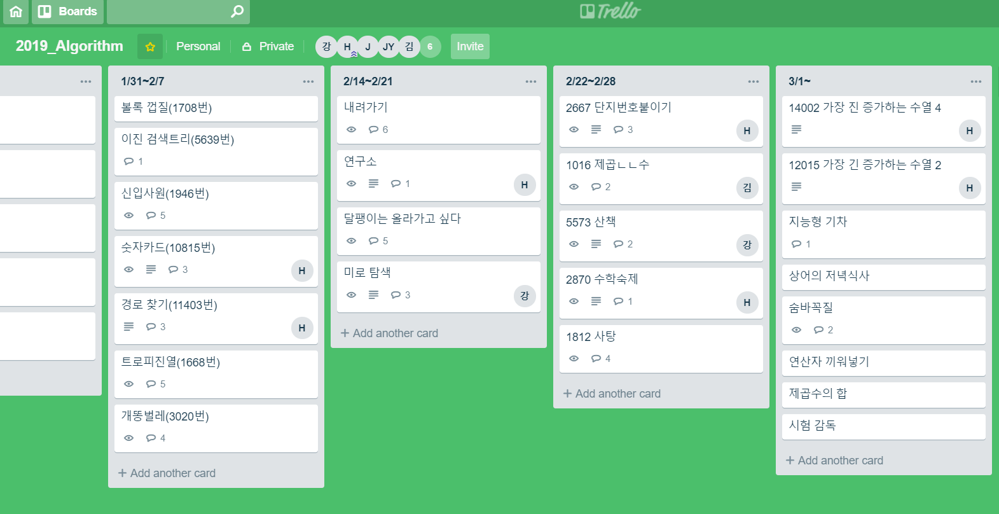 Boards
Trello
2019_Algorithm
Personal
Private
강 H J JY 김 6
Invite
1/31~2/7
볼록 껍질(1708번)
이진 검색트리(5639번)
1
신입사원(1946번)
5
숫자카드(10815번)
3
H
경로 찾기(11403번)
3
H
트로피진열(1668번)
5
개똥벌레(3020번)
4
+ Add another card
2/14~2/21
내려가기
6
연구소
1
H
달팽이는 올라가고 싶다
5
미로 탐색
3
강
+ Add another card
2/22~2/28
2667 단지번호붙이기
3
H
1016 제곱ㄴㄴ수
2
김
5573 산책
2
강
2870 수학숙제
1
H
1812 사탕
4
+ Add another card
3/1~
14002 가장 진 증가하는 수열 4
H
12015 가장 긴 증가하는 수열 2
H
지능형 기차
1
상어의 저녁식사
숨바꼭질
2
연산자 끼워넣기
제곱수의 합
시험 감독
+ Add another card